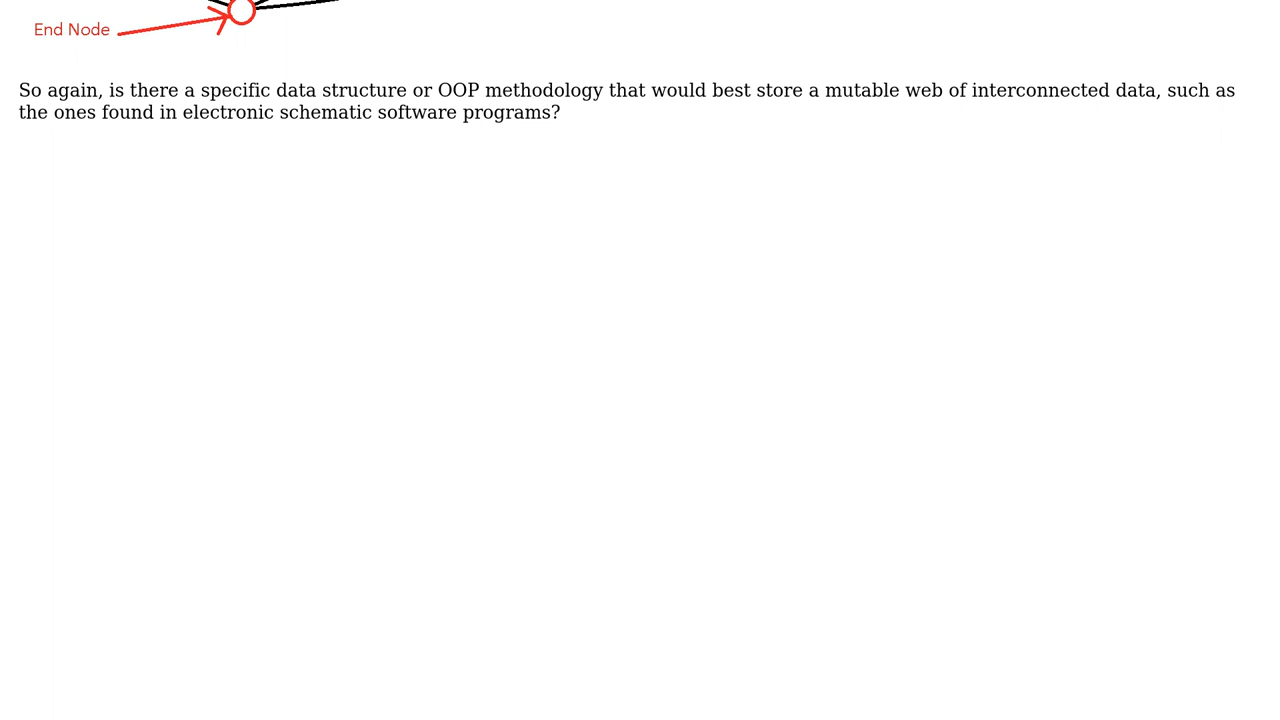 End Node
So again, is there a specific data structure or OOP methodology that would best store a mutable web of interconnected data, such as
the ones found in electronic schematic software programs?